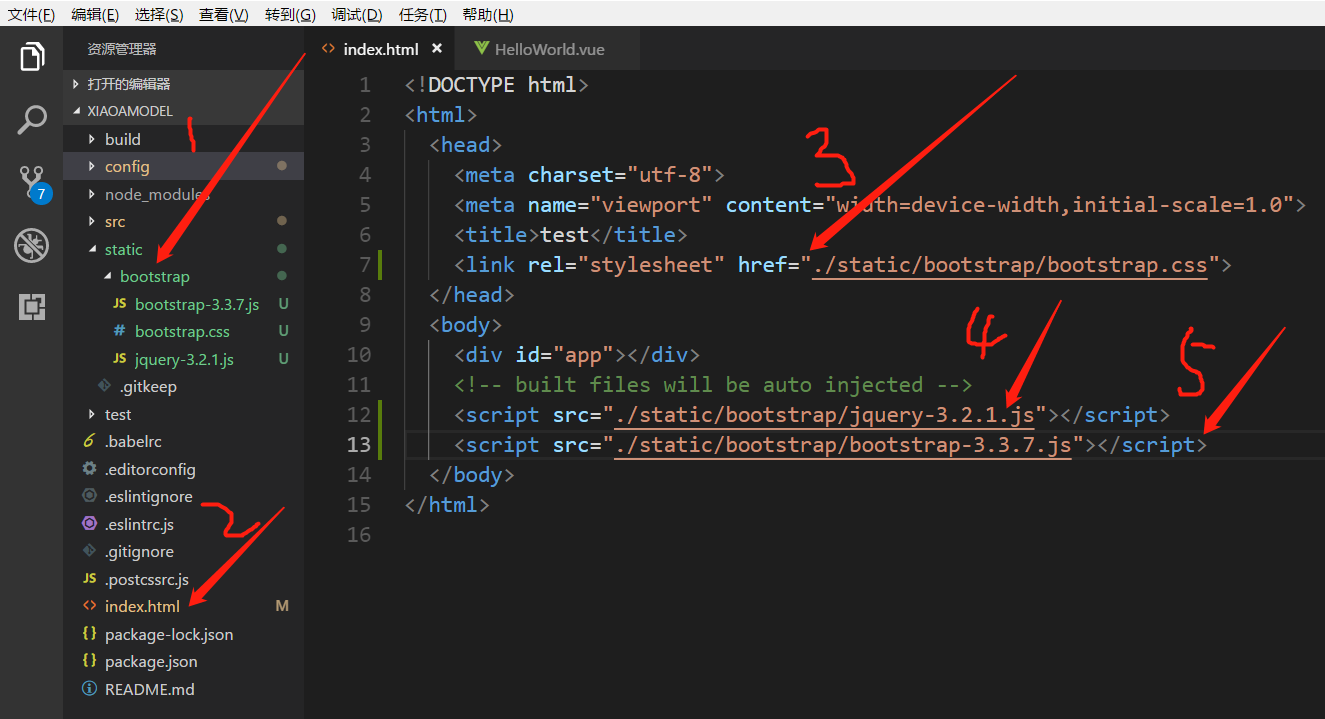 文件(F) 编辑(E) 选择(S) 查看(V) 转到(G) 调试(D) 任务(T) 帮助(H)
资源管理器
打开的编辑器
XIAOAMODEL
build
config
node_modules
src
static
bootstrap
JS bootstrap-3.3.7.js U
# bootstrap.css U
JS jquery-3.2.1.js U
.gitkeep
test
.babelrc
.editorconfig
.eslintignore
.eslintrc.js
.gitignore
JS .postcssrc.js
<> index.html M
{} package-lock.json
{} package.json
README.md
7
1
2
<> index.html × HelloWorld.vue
1 <!DOCTYPE html>
2 <html>
3 <head>
4 <meta charset="utf-8">
5 <meta name="viewport" content="width=device-width,initial-scale=1.0">
6 <title>test</title>
7 <link rel="stylesheet" href="./static/bootstrap/bootstrap.css">
8 </head>
9 <body>
10 <div id="app"></div>
11 <!-- built files will be auto injected -->
12 <script src="./static/bootstrap/jquery-3.2.1.js"></script>
13 <script src="./static/bootstrap/bootstrap-3.3.7.js"></script>
14 </body>
15 </html>
16
3
4
5